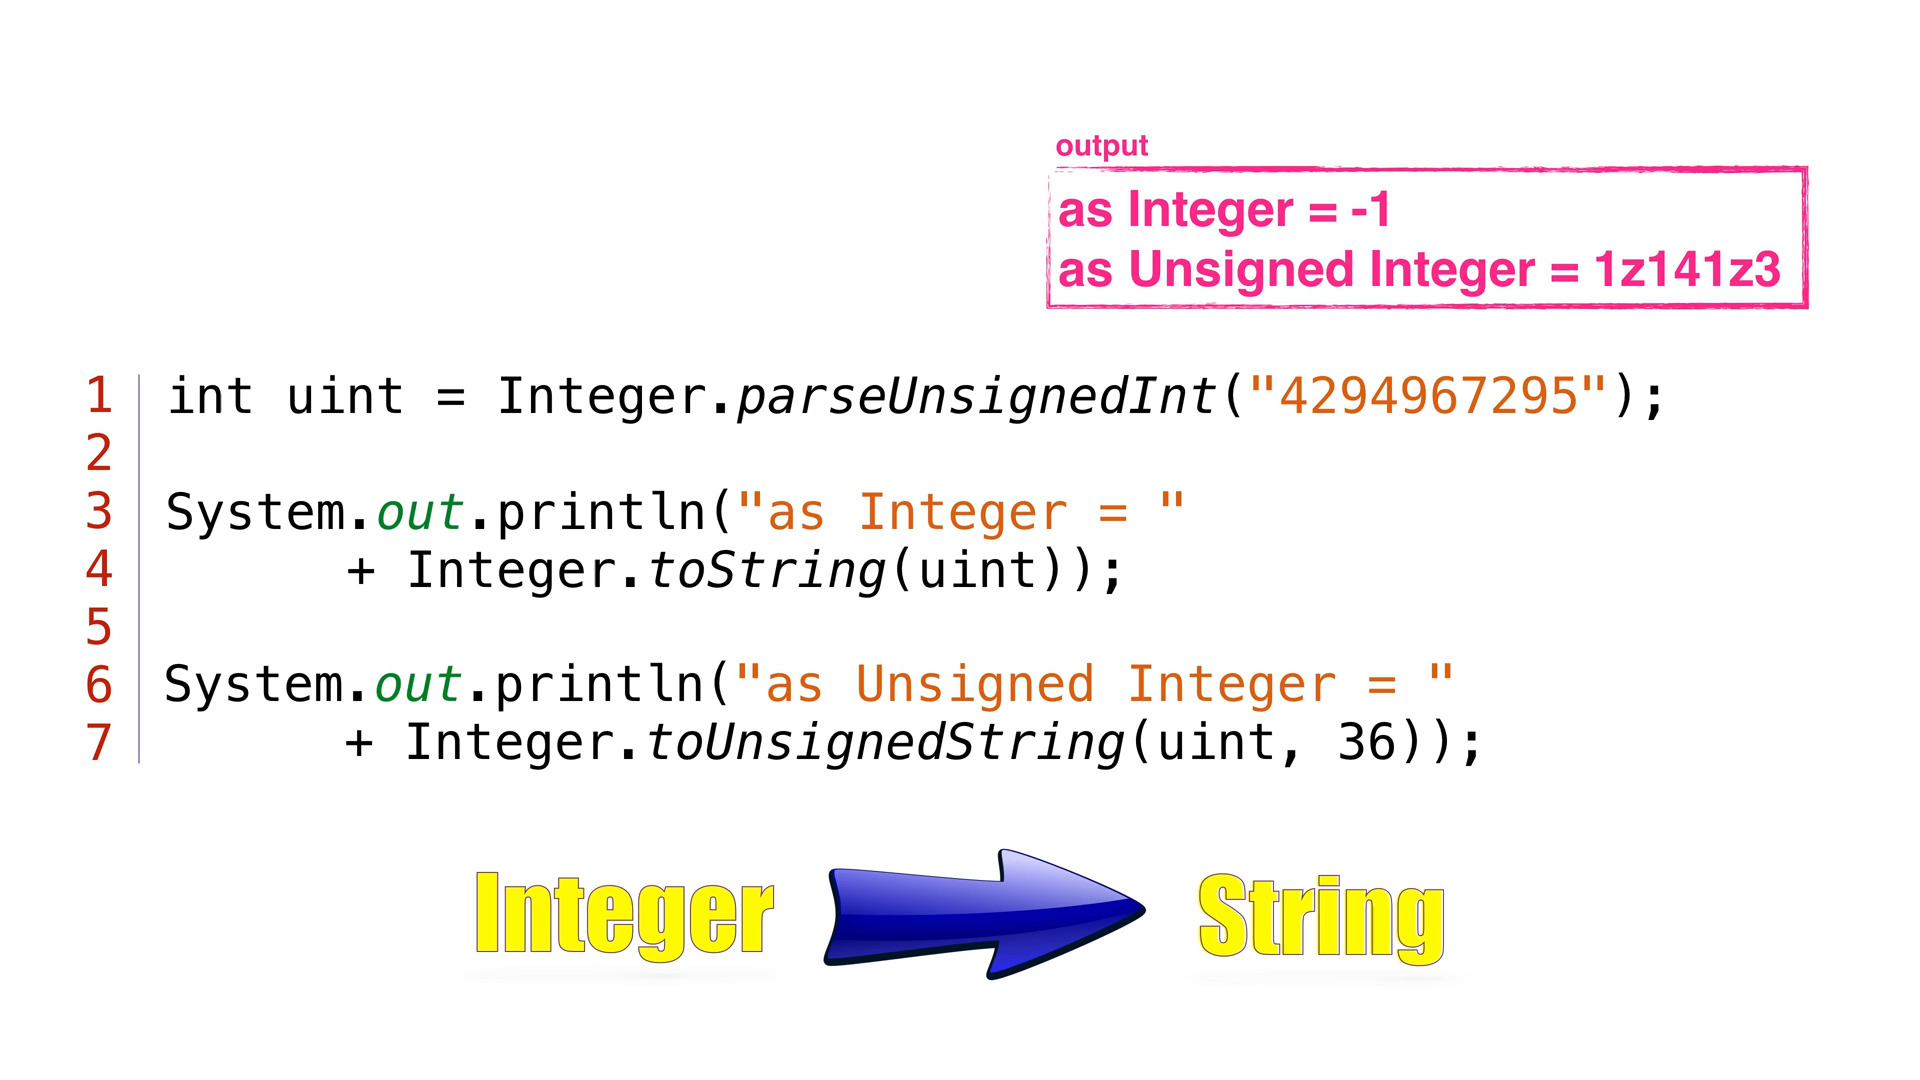 output
as Integer = -1
as Unsigned Integer = 1z141z3
1 int uint = Integer.parseUnsignedInt("4294967295");
2
3 System.out.println("as Integer = "
4 + Integer.toString(uint));
5
6 System.out.println("as Unsigned Integer = "
7 + Integer.toUnsignedString(uint, 36));
Integer String